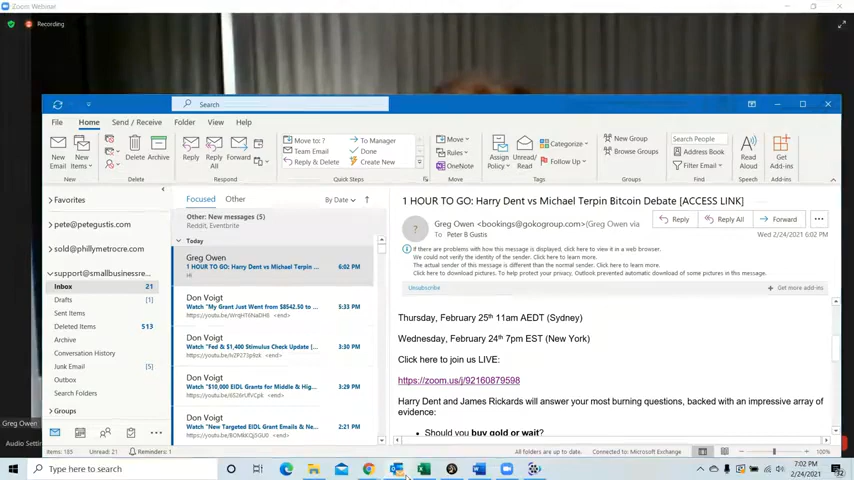 Zoom Webinar
Recording
Search
File Home Send / Receive Folder View Help
New Email
New Items
Delete
Archive
Reply
Reply All
Forward
Move to: ?
To Manager
Team Email
Done
Reply & Delete
Create New
Move
Rules
OneNote
Assign Policy
Unread/ Read
Categorize
Follow Up
New Group
Browse Groups
Search People
Address Book
Filter Email
Read Aloud
Get Add-ins
New
Delete
Respond
Quick Steps
Move
Tags
Groups
Find
Speech
Add-ins
Favorites
pete@petegustis.com
sold@phillymetrocre.com
support@smallbusinessre...
Inbox 21
Drafts [5]
Sent Items
Deleted Items 513
Archive
Conversation History
Junk Email [5]
Outbox
Search Folders
Groups
Focused Other By Date
Other: New messages (5)
Reddit, Eventbrite
Today
Greg Owen
1 HOUR TO GO: Harry Dent vs Michael Terpin ... 6:02 PM
Hi
Don Voigt
Watch "My Grant Just Went from $8542.50 to ... 5:33 PM
Don Voigt
Watch "Fed & $1,400 Stimulus Check Update (... 3:30 PM
Don Voigt
Watch "$10,000 EIDL Grants for Middle & Hig... 3:29 PM
Don Voigt
Watch "New Targeted EIDL Grant Emails & Ne... 2:21 PM
1 HOUR TO GO: Harry Dent vs Michael Terpin Bitcoin Debate [ACCESS LINK]
Greg Owen <bookings@gokogroup.com>(Greg Owen via
To Peter B Gustis
Reply Reply All Forward
Wed 2/24/2021 6:02 PM
If there are problems with how this message is displayed, click here to view it in a web browser.
We could not verify the identity of the sender. Click here to learn more.
The actual sender of this message is different than the normal sender. Click here to learn more.
Click here to download pictures. To help protect your privacy, Outlook prevented automatic download of some pictures in this message.
Unsubscribe + Get more add-ins
Thursday, February 25th 11am AEDT (Sydney)
Wednesday, February 24th 7pm EST (New York)
Click here to join us LIVE:
https://zoom.us/j/92160879598
Harry Dent and James Rickards will answer your most burning questions, backed with an impressive array of
evidence:
• Should you buy gold or wait?
Greg Owen
Audio Setti
Items: 185 Unread: 21 Reminders: 1 All folders are up to date. Connected to: Microsoft Exchange 100%
Type here to search
7:02 PM
2/24/2021